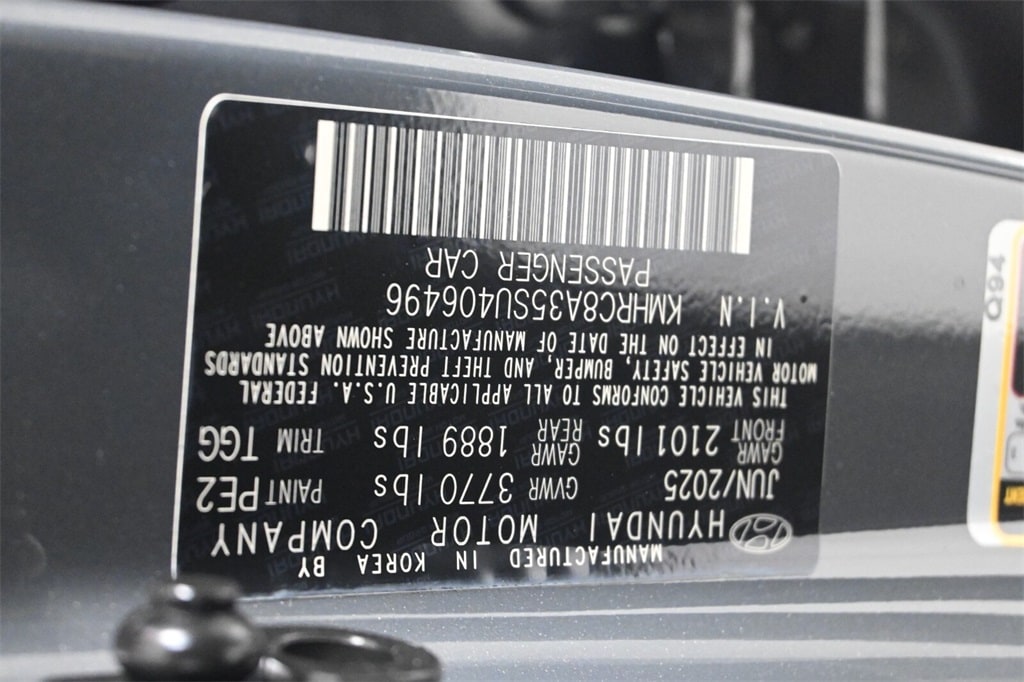 MANUFACTURED IN KOREA BY
HYUNDAI MOTOR COMPANY
JUN/2025 GVWR 3770 lbs PAINT PE2
GAWR FRONT 2101 lbs GAWR REAR 1889 lbs TRIM TGG
THIS VEHICLE CONFORMS TO ALL APPLICABLE U.S.A. FEDERAL
MOTOR VEHICLE SAFETY, BUMPER, AND THEFT PREVENTION STANDARDS
IN EFFECT ON THE DATE OF MANUFACTURE SHOWN ABOVE
V.I.N KMHRC8A35SU406496
PASSENGER CAR
Q94